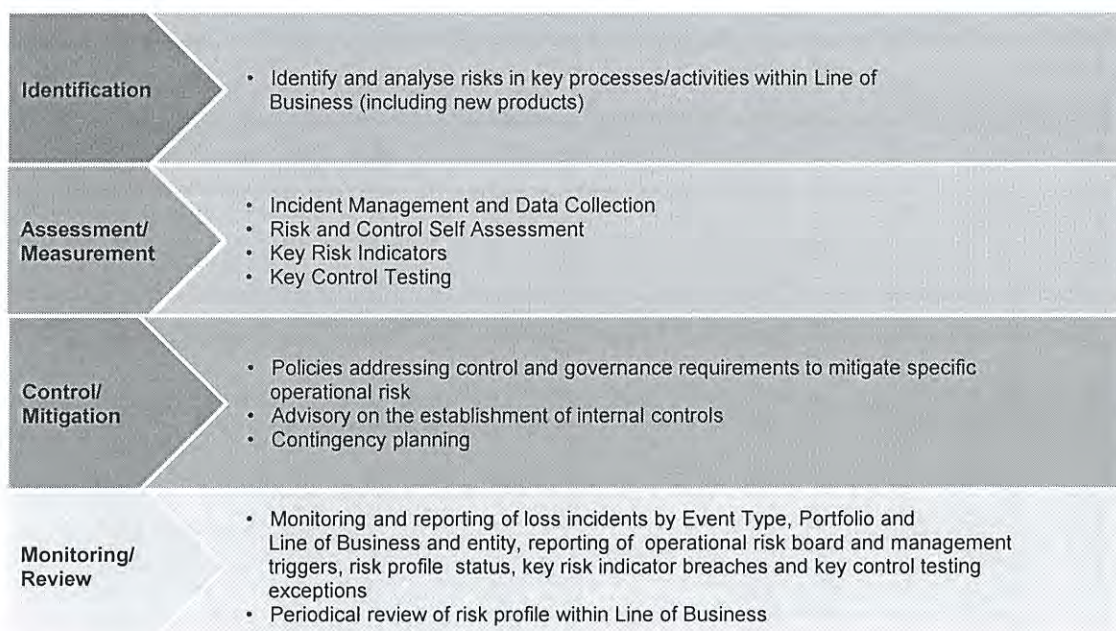 Identification
• Identify and analyse risks in key processes/activities within Line of
Business (including new products)
Assessment/
Measurement
• Incident Management and Data Collection
• Risk and Control Self Assessment
• Key Risk Indicators
• Key Control Testing
Control/
Mitigation
• Policies addressing control and governance requirements to mitigate specific
operational risk
• Advisory on the establishment of internal controls
• Contingency planning
Monitoring/
Review
• Monitoring and reporting of loss incidents by Event Type, Portfolio and
Line of Business and entity, reporting of operational risk board and management
triggers, risk profile status, key risk indicator breaches and key control testing
exceptions
• Periodical review of risk profile within Line of Business